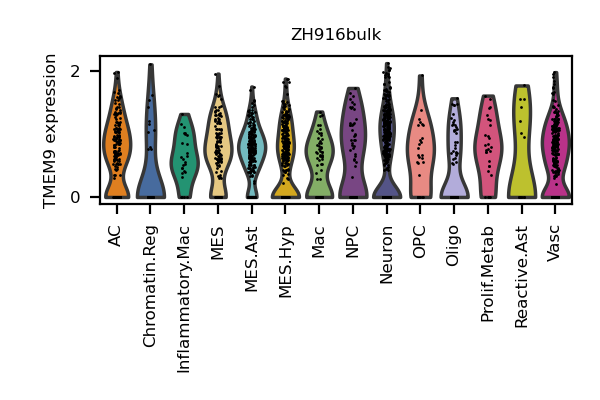 ZH916bulk
TMEM9 expression
2
0
AC
Chromatin.Reg
Inflammatory.Mac
MES
MES.Ast
MES.Hyp
Mac
NPC
Neuron
OPC
Oligo
Prolif.Metab
Reactive.Ast
Vasc